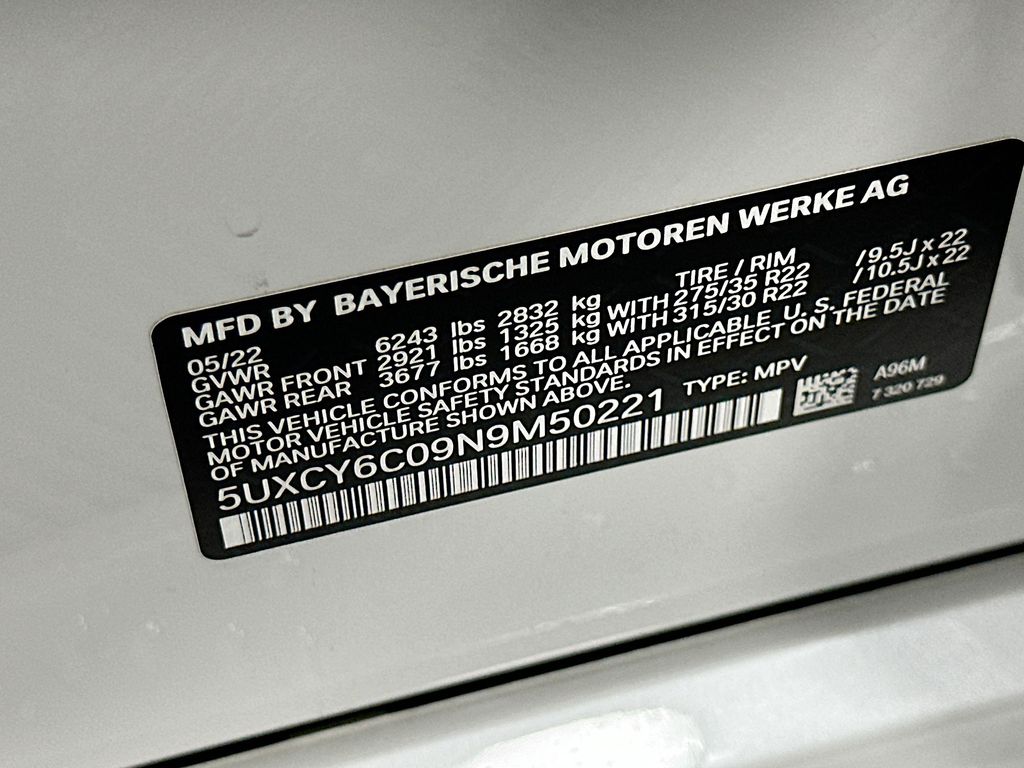 MFD BY BAYERISCHE MOTOREN WERKE AG
05/22 TIRE / RIM
GVWR 6243 lbs 2832 kg
GAWR FRONT 2921 lbs 1325 kg WITH 275/35 R22 /9.5J x 22
GAWR REAR 3677 lbs 1668 kg WITH 315/30 R22 /10.5J x 22
THIS VEHICLE CONFORMS TO ALL APPLICABLE U. S. FEDERAL
MOTOR VEHICLE SAFETY STANDARDS IN EFFECT ON THE DATE
OF MANUFACTURE SHOWN ABOVE.
5UXCY6C09N9M50221 TYPE: MPV
A96M
7 320 729